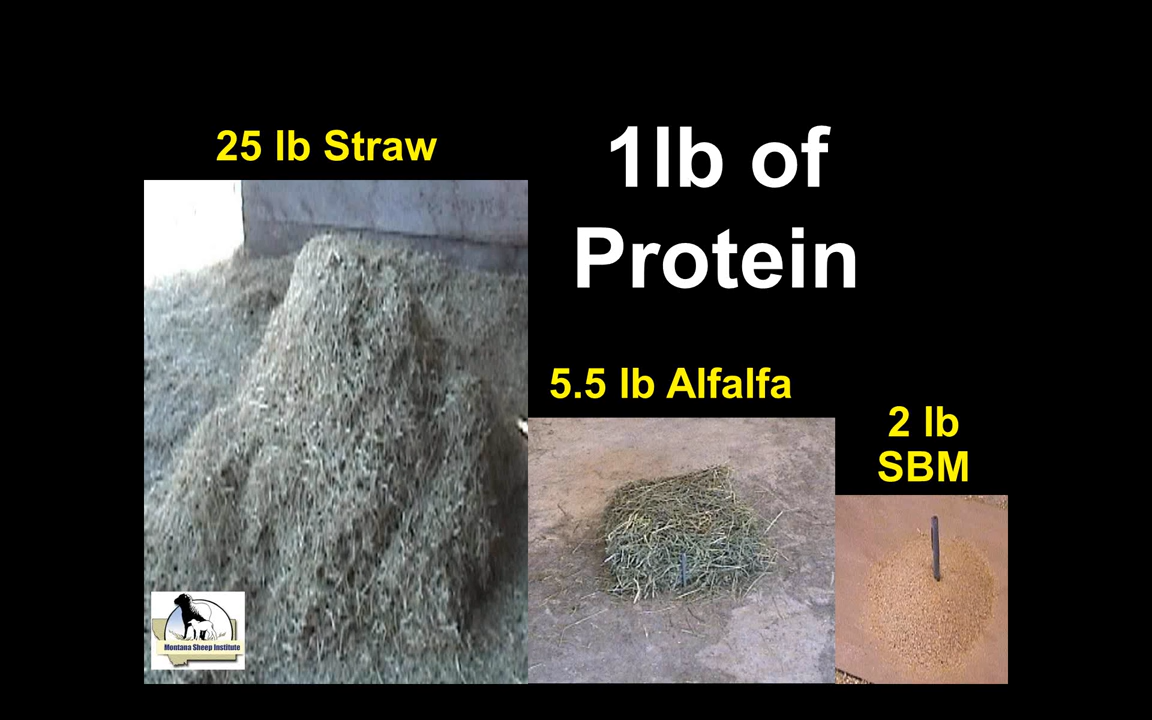 25 lb Straw
1lb of
Protein
5.5 lb Alfalfa
2 lb
SBM
Montana Sheep Institute